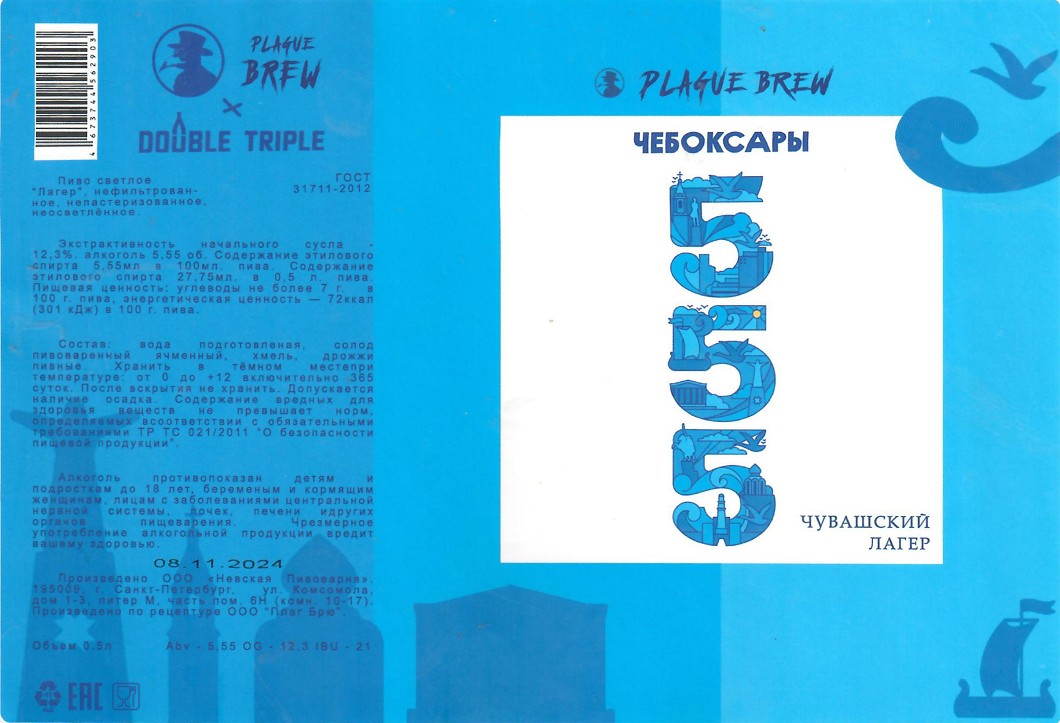 PLAGUE
BREW
x
DOUBLE TRIPLE
4 673744 562903
Пиво светлое
"Лагер", нефильтрован-
ное, непастеризованное,
неосветлённое.
ГОСТ
31711-2012
Экстрактивность начального сусла -
12,3%. алкоголь 5,55 об. Содержание этилового
спирта 5,55мл в 100мл. пива. Содержание
этилового спирта 27,75мл. в 0,5 л. пива.
Пищевая ценность: углеводы не более 7 г. в
100 г. пива, энергетическая ценность — 72ккал
(301 кДж) в 100 г. пива.
Состав: вода подготовленая, солод
пивоваренный ячменный, хмель, дрожжи
пивные. Хранить в тёмном местепри
температуре: от 0 до +12 включительно 365
суток. После вскрытия не хранить. Допускается
наличие осадка. Содержание вредных для
здоровья веществ не превышает норм,
определяемых всоответствии с обязательными
требованиями ТР ТС 021/2011 "О безопасности
пищевой продукции".
Алкоголь противопоказан детям и
подросткам до 18 лет, беременым и кормящим
женщинам, лицам с заболеваниями центральной
нервной системы, почек, печени идругих
органов пищеварения. Чрезмерное
употребление алкогольной продукции вредит
вашему здоровью.
08.11.2024
Произведено ООО «Невская Пивоварня»,
195009, г. Санкт-Петербург, ул. Комсомола,
дом 1-3, литер М, часть пом. 6Н (комн. 10-17).
Произведено по рецептуре ООО "Плаг Брю".
Объем 0.5л Abv - 5,55 OG - 12,3 IBU - 21
EAC
PLAGUE BREW
ЧЕБОКСАРЫ
5
5
5
ЧУВАШСКИЙ
ЛАГЕР